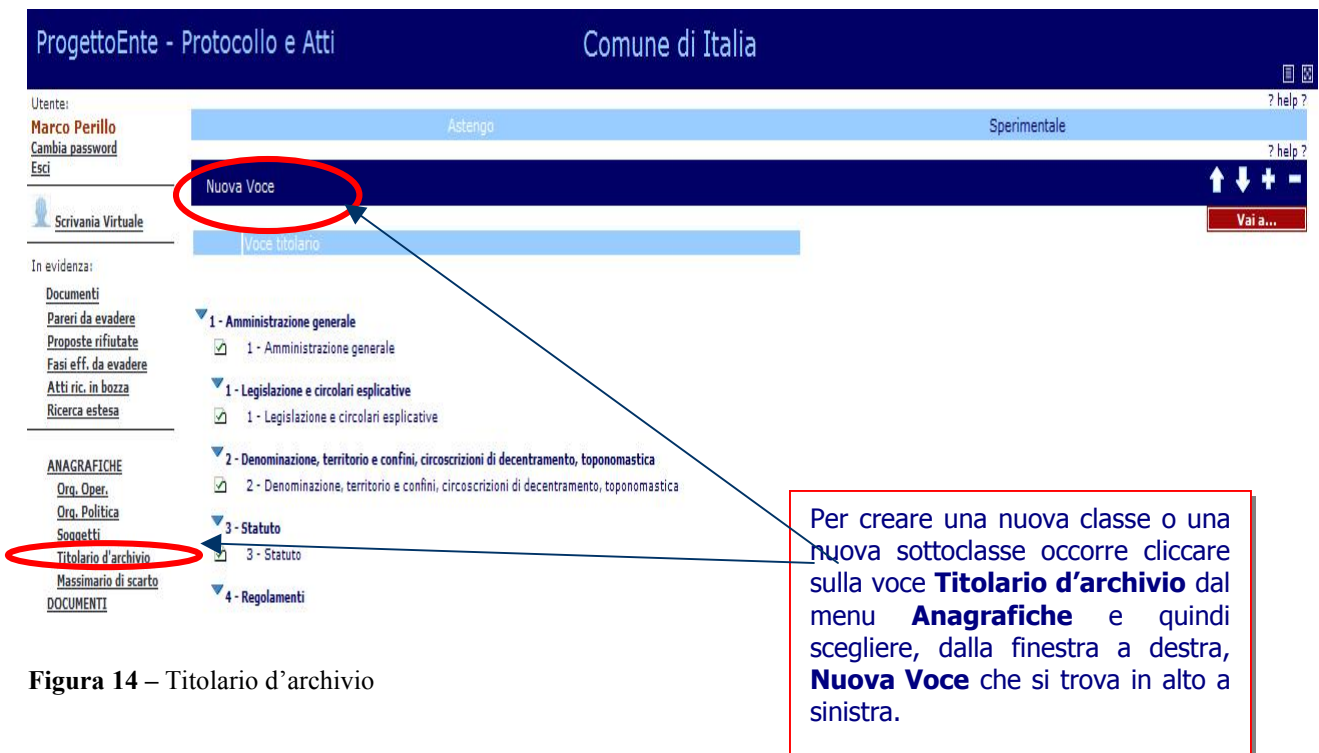 ProgettoEnte - Protocollo e Atti
Comune di Italia
Utente:
? help ?
Marco Perillo
Astengo
Sperimentale
Cambia password
? help ?
Esci
Nuova Voce
Vai a...
Scrivania Virtuale
Voce titolario
In evidenza:
Documenti
Pareri da evadere
Proposte rifiutate
Fasi eff. da evadere
Atti ric. in bozza
Ricerca estesa
ANAGRAFICHE
Org. Oper.
Org. Politica
Soggetti
Titolario d'archivio
Massimario di scarto
DOCUMENTI
1 - Amministrazione generale
1 - Amministrazione generale
1 - Legislazione e circolari esplicative
1 - Legislazione e circolari esplicative
2 - Denominazione, territorio e confini, circoscrizioni di decentramento, toponomastica
2 - Denominazione, territorio e confini, circoscrizioni di decentramento, toponomastica
3 - Statuto
3 - Statuto
4 - Regolamenti
Per creare una nuova classe o una
nuova sottoclasse occorre cliccare
sulla voce Titolario d’archivio dal
menu Anagrafiche e quindi
scegliere, dalla finestra a destra,
Nuova Voce che si trova in alto a
sinistra.
Figura 14 – Titolario d’archivio